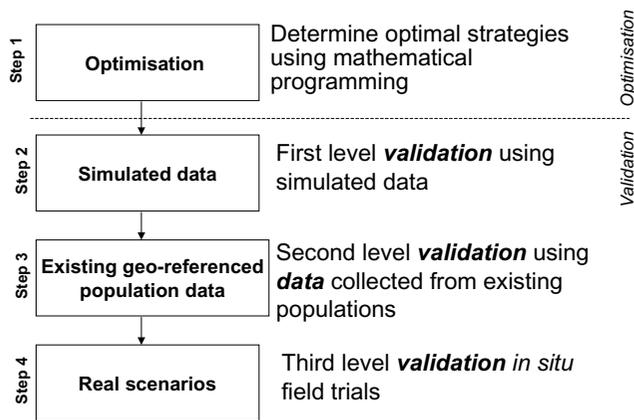 Step 1
Optimisation
Determine optimal strategies
using mathematical
programming
Optimisation
Step 2
Simulated data
First level validation using
simulated data
Validation
Step 3
Existing geo-referenced
population data
Second level validation using
data collected from existing
populations
Step 4
Real scenarios
Third level validation in situ
field trials